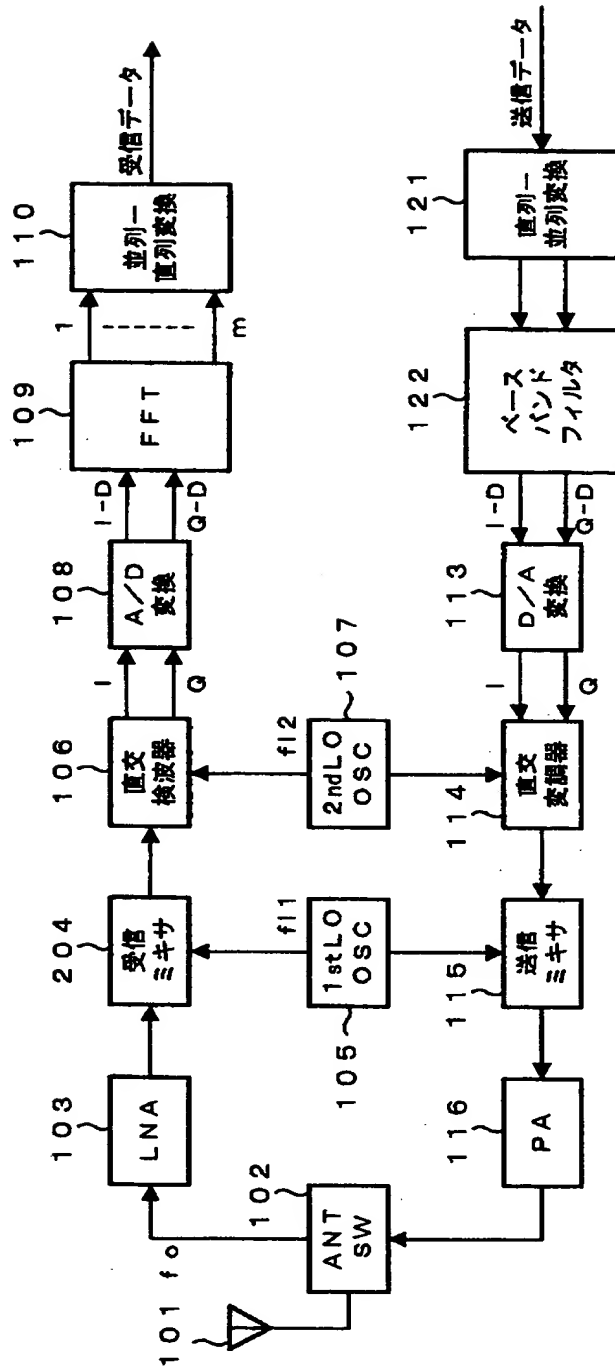 101
fo
102
ANT
SW
103
LNA
204
受信
ミキサ
106
直交
検波器
I
Q
108
A/D
変換
I-D
Q-D
109
FFT
1
m
110
並列ー
直列変換
受信データ
fl1
1stLO
OSC
105
fl2
2ndLO
OSC
107
送信データ
121
直列ー
並列変換
122
ベース
バンド
フィルタ
I-D
Q-D
113
D/A
変換
I
Q
114
直交
変調器
115
送信
ミキサ
116
PA